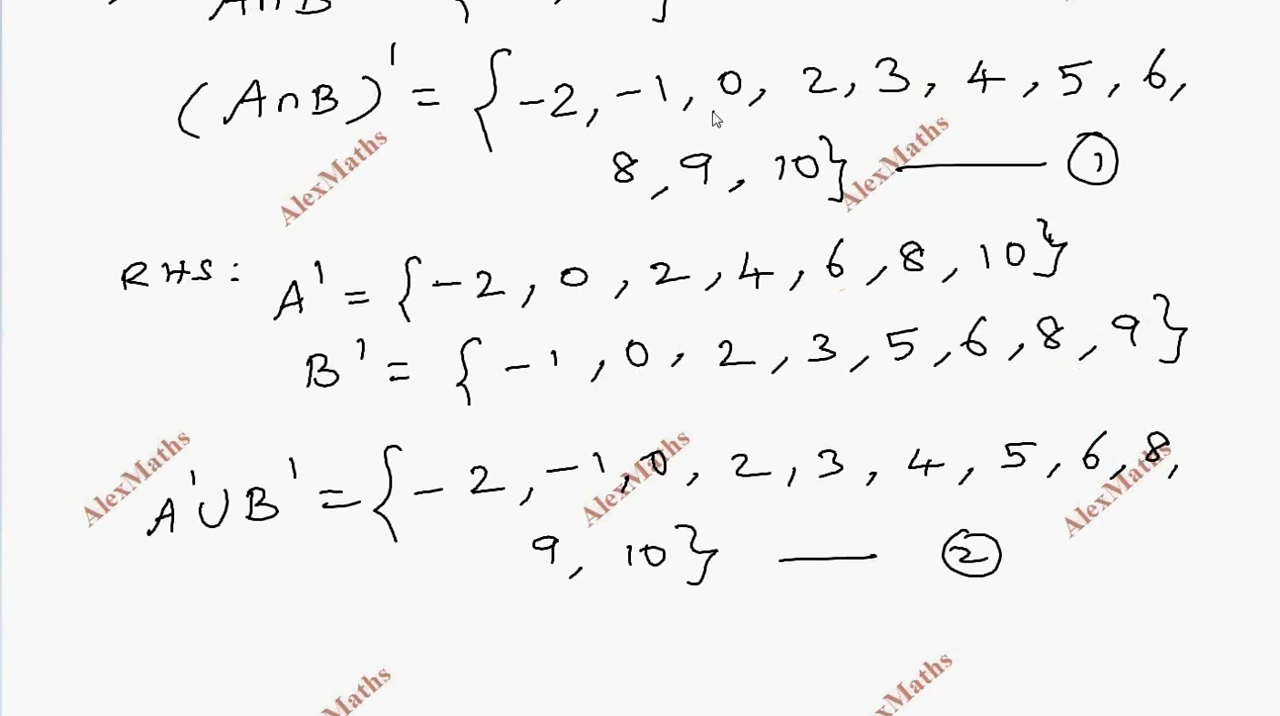 A∩B {
(A∩B)' = {-2, -1, 0, 2, 3, 4, 5, 6,
8, 9, 10} —— ①
RHS: A' = {-2, 0, 2, 4, 6, 8, 10}
B' = {-1, 0, 2, 3, 5, 6, 8, 9}
A'∪B' = {-2, -1, 0, 2, 3, 4, 5, 6, 8,
9, 10} —— ②
AlexMaths
AlexMaths
AlexMaths
AlexMaths
AlexMaths
Maths
xMaths